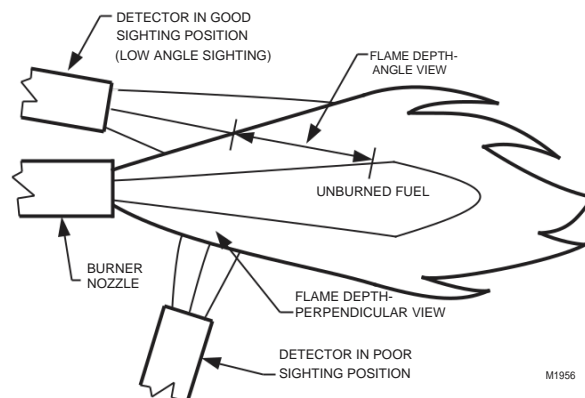 DETECTOR IN GOOD
SIGHTING POSITION
(LOW ANGLE SIGHTING)
FLAME DEPTH-
ANGLE VIEW
UNBURNED FUEL
BURNER
NOZZLE
FLAME DEPTH-
PERPENDICULAR VIEW
DETECTOR IN POOR
SIGHTING POSITION
M1956